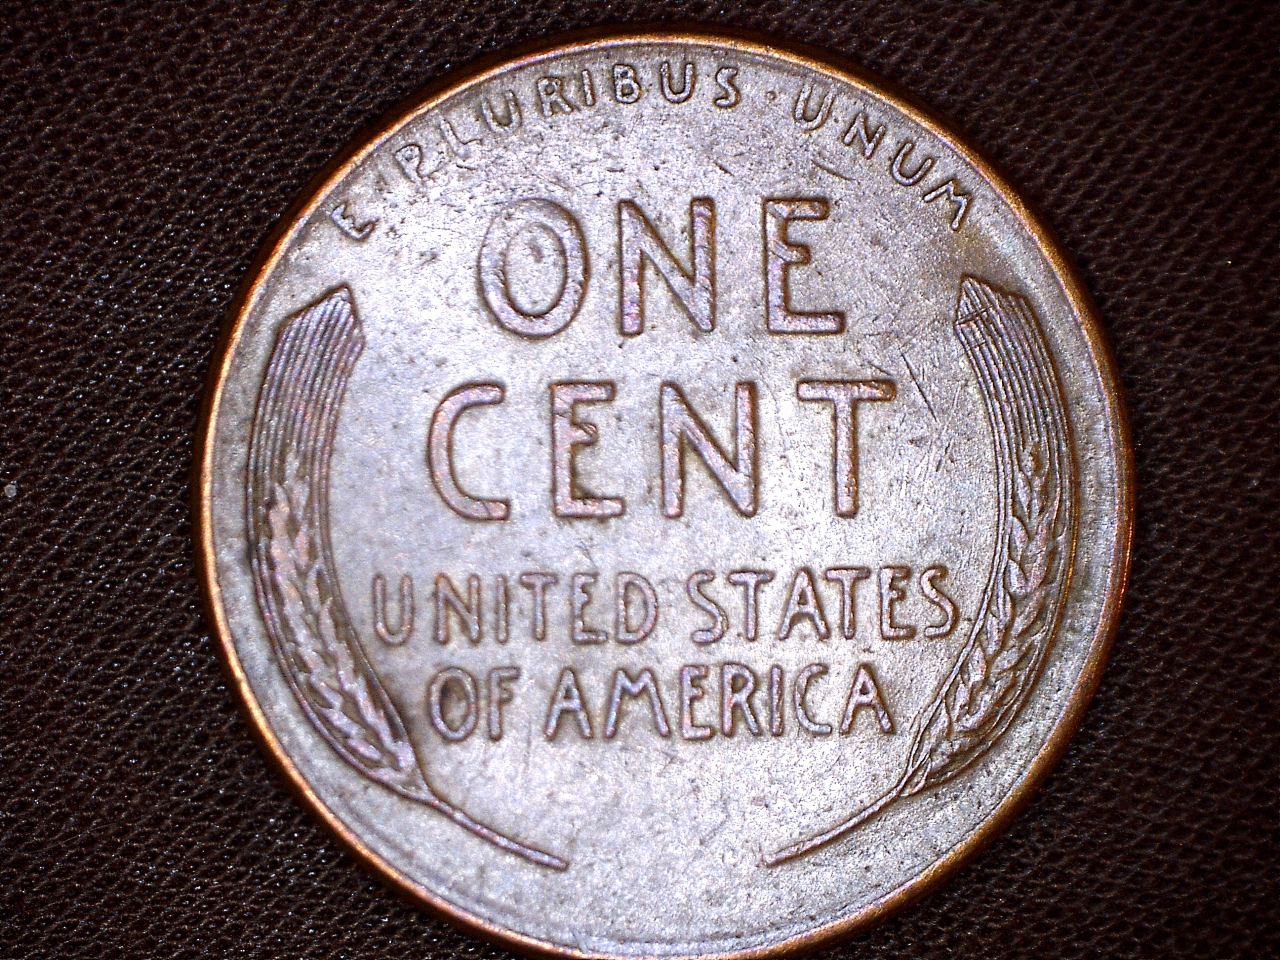 E · PLURIBUS · UNUM
ONE
CENT
UNITED STATES
OF AMERICA